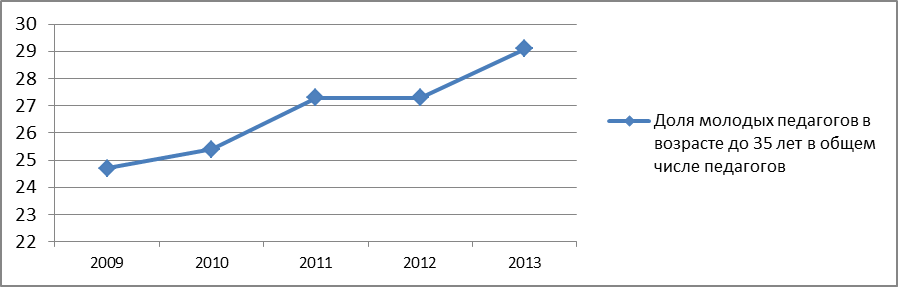 30
29
28
27
26
25
24
23
22
2009 2010 2011 2012 2013
Доля молодых педагогов в
возрасте до 35 лет в общем
числе педагогов